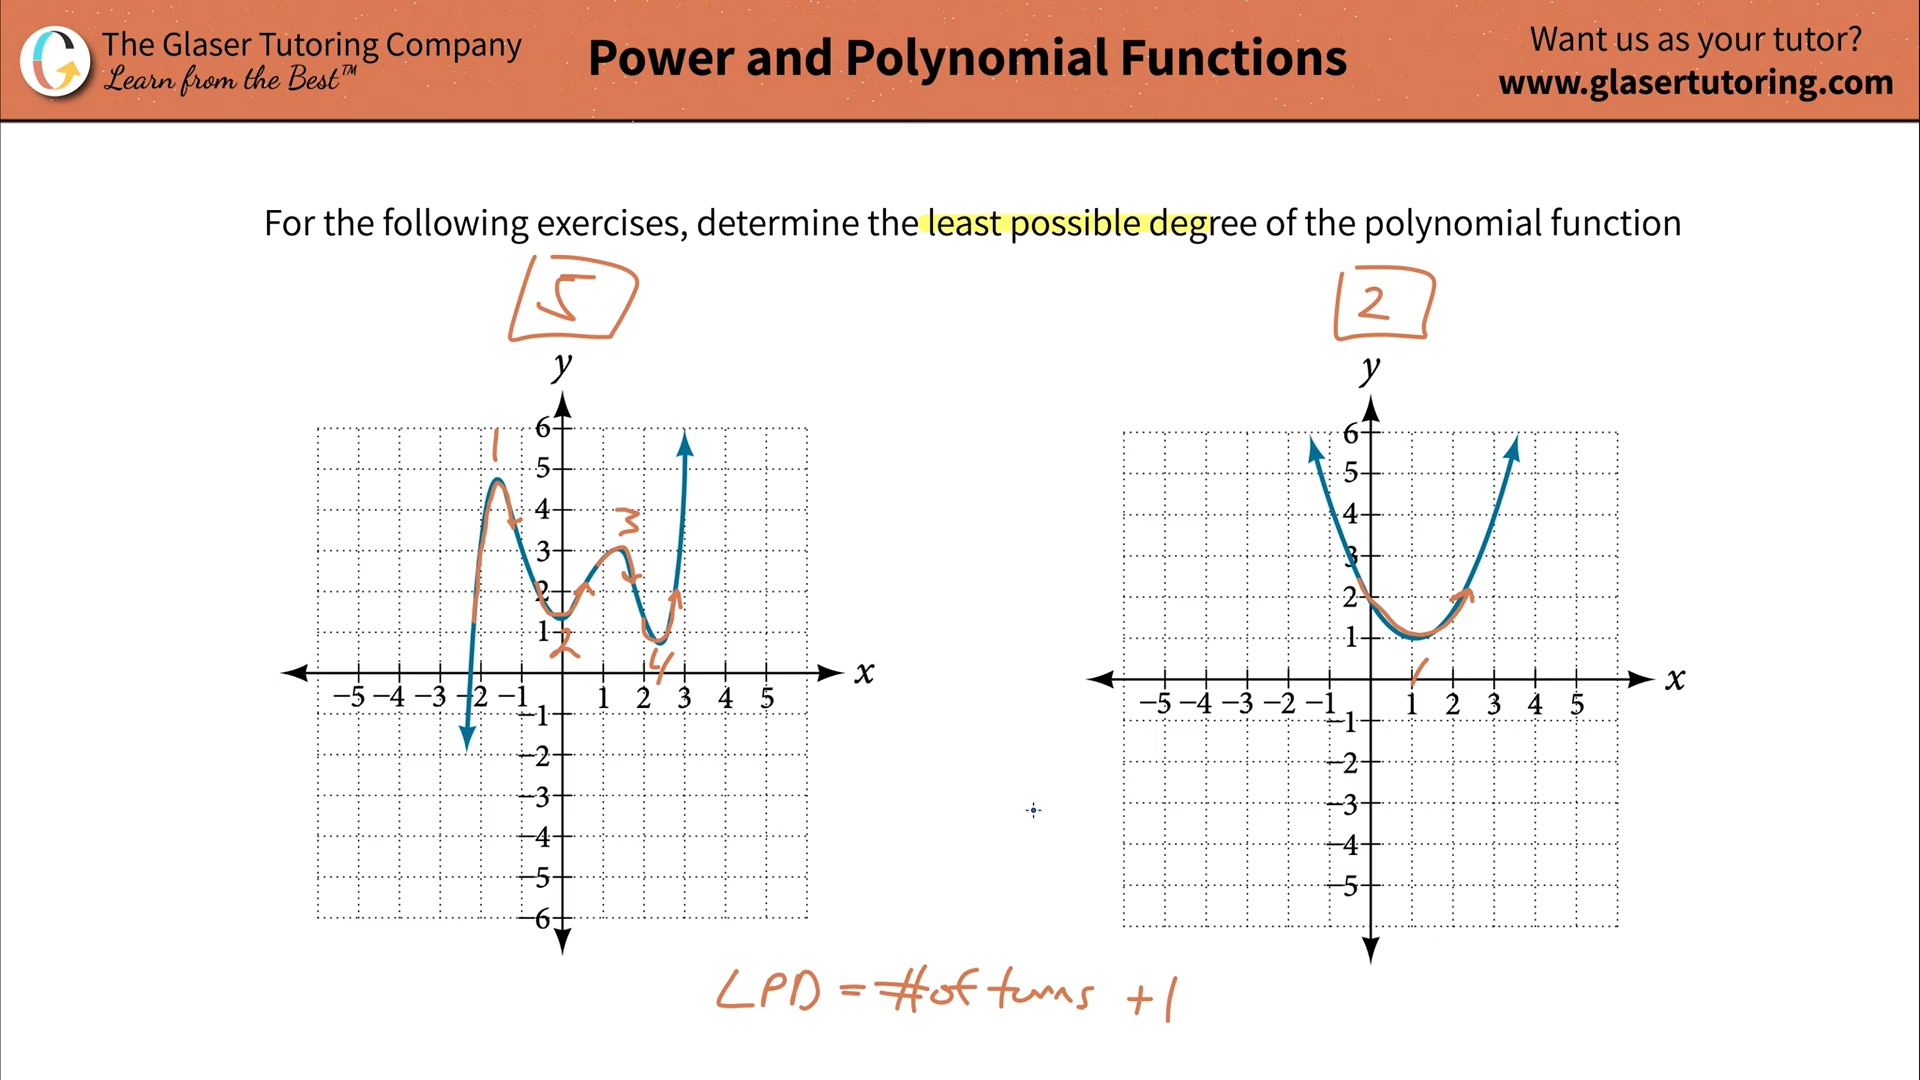 The Glaser Tutoring Company
Learn from the Best™
Power and Polynomial Functions
Want us as your tutor?
www.glasertutoring.com
For the following exercises, determine the least possible degree of the polynomial function
5
2
y
6
5
4
3
2
1
-1
-2
-3
-4
-5
-6
-5 -4 -3 -2 -1 1 2 3 4 5
x
1
2
3
4
y
6
5
4
3
2
1
-1
-2
-3
-4
-5
-5 -4 -3 -2 -1 1 2 3 4 5
x
1
LPD = # of turns +1